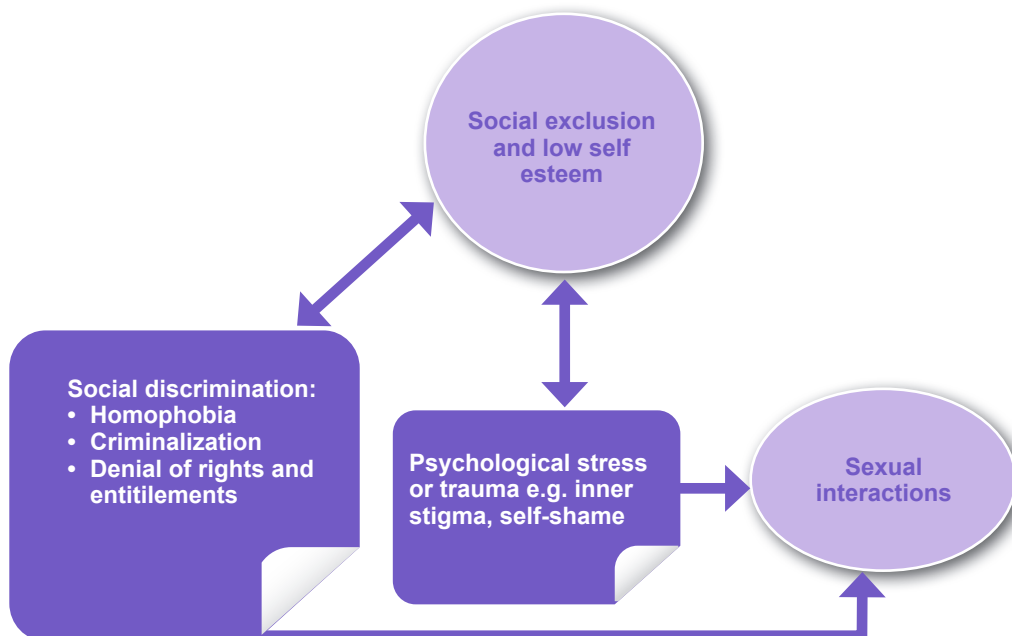 Social exclusion
and low self
esteem
Social discrimination:
• Homophobia
• Criminalization
• Denial of rights and
entitilements
Psychological stress
or trauma e.g. inner
stigma, self-shame
Sexual
interactions